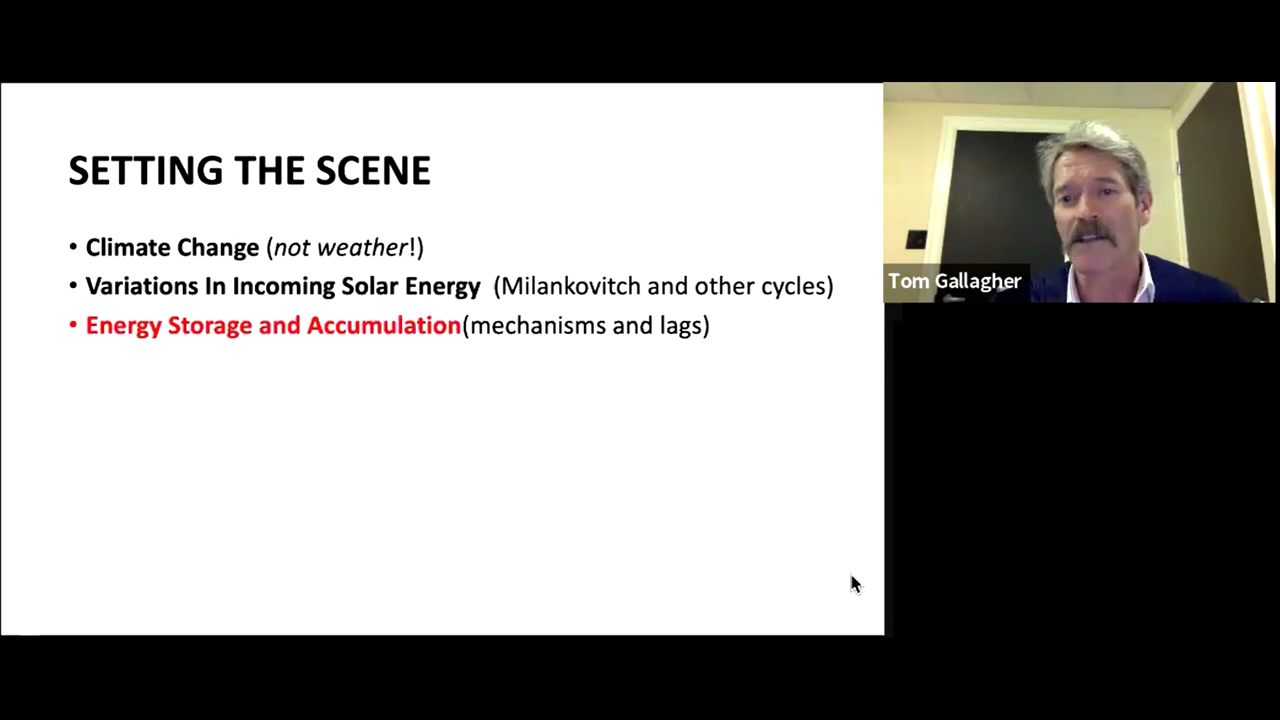 SETTING THE SCENE
• Climate Change (not weather!)
• Variations In Incoming Solar Energy (Milankovitch and other cycles)
• Energy Storage and Accumulation(mechanisms and lags)
Tom Gallagher